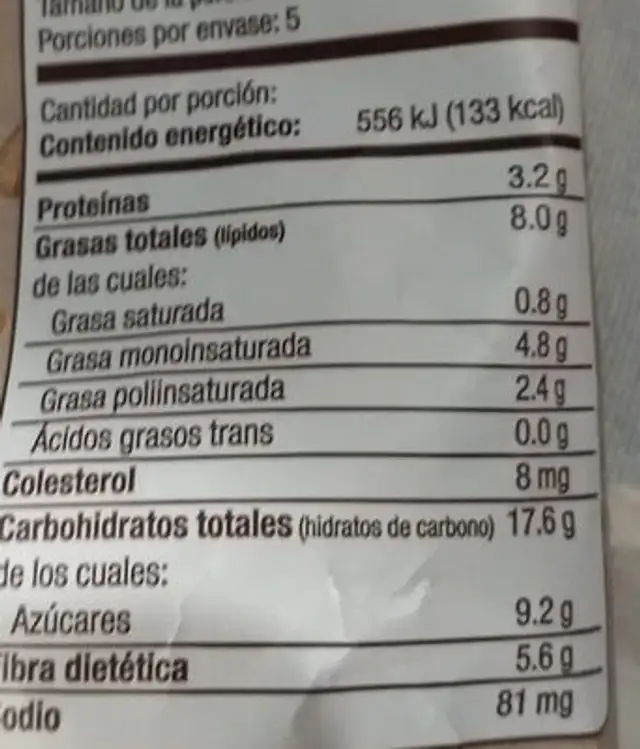 Tamaño de la
Porciones por envase: 5
Cantidad por porción:
Contenido energético: 556 kJ (133 kcal)
Proteínas 3.2 g
Grasas totales (lípidos) 8.0 g
de las cuales:
Grasa saturada 0.8 g
Grasa monoinsaturada 4.8 g
Grasa poliinsaturada 2.4 g
Ácidos grasos trans 0.0 g
Colesterol 8 mg
Carbohidratos totales (hidratos de carbono) 17.6 g
de los cuales:
Azúcares 9.2 g
ibra dietética 5.6 g
odio 81 mg